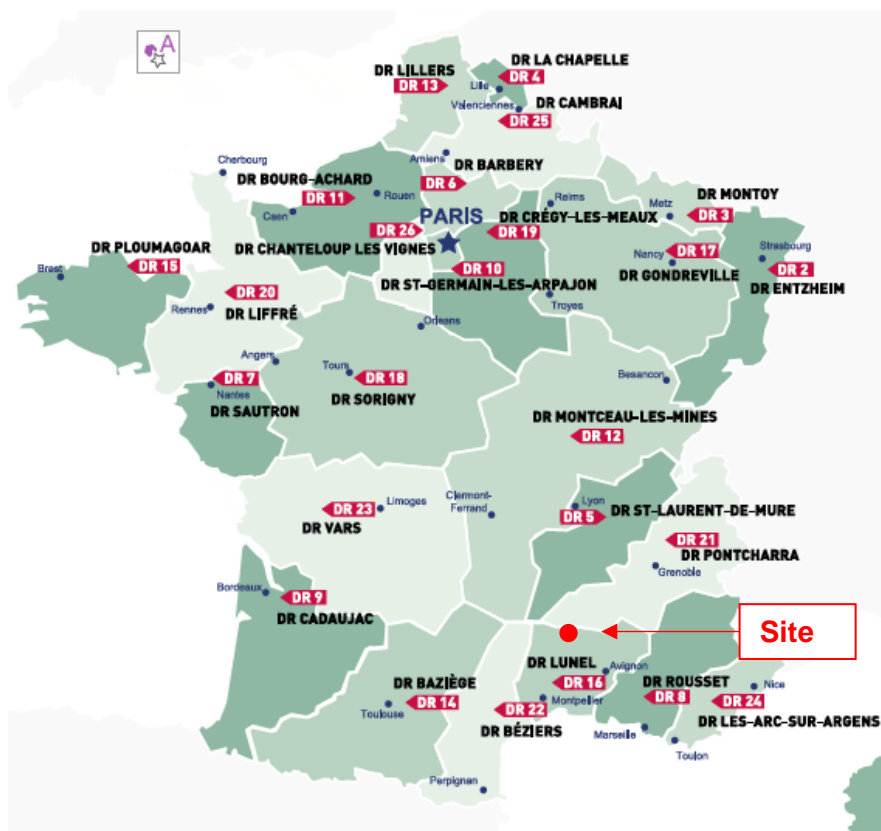 A
DR LA CHAPELLE
DR LILLERS
DR 4
DR 13
Lille
Valenciennes
DR CAMBRAI
DR 25
Cherbourg
Amiens
DR BARBERY
DR BOURG-ACHARD
DR 6
DR 11
Rouen
Reims
Metz
DR MONTOY
DR 3
Caen
PARIS
DR CRÉGY-LES-MEAUX
DR 26
DR 19
DR PLOUMAGOAR
DR CHANTELOUP LES VIGNES
Nancy
DR 17
Strasbourg
Brest
DR 15
DR 10
DR GONDREVILLE
DR 2
DR ST-GERMAIN-LES-ARPAJON
DR ENTZHEIM
DR 20
Rennes
DR LIFFRÉ
Troyes
Orleans
Angers
DR 7
Tours
DR 18
Besancon
Nantes
DR SAUTRON
DR SORIGNY
DR MONTCEAU-LES-MINES
DR 12
Clermont-
Ferrand
Limoges
DR 23
DR VARS
Lyon
DR 5
DR ST-LAURENT-DE-MURE
DR 21
DR PONTCHARRA
Grenoble
Bordeaux
DR 9
DR CADAUJAC
Site
DR LUNEL
Avignon
DR BAZIÈGE
DR 16
DR ROUSSET
Nice
DR 14
Montpellier
DR 8
DR 24
Toulouse
DR 22
DR LES-ARC-SUR-ARGENS
DR BÉZIERS
Marseille
Toulon
Perpignan